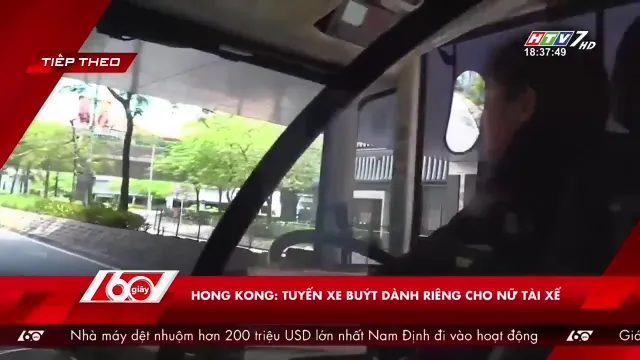 TIẾP THEO
HTV7 HD
18:37:49
60 giây
HONG KONG: TUYẾN XE BUÝT DÀNH RIÊNG CHO NỮ TÀI XẾ
60 Nhà máy dệt nhuộm hơn 200 triệu USD lớn nhất Nam Định đi vào hoạt động 60 Giá